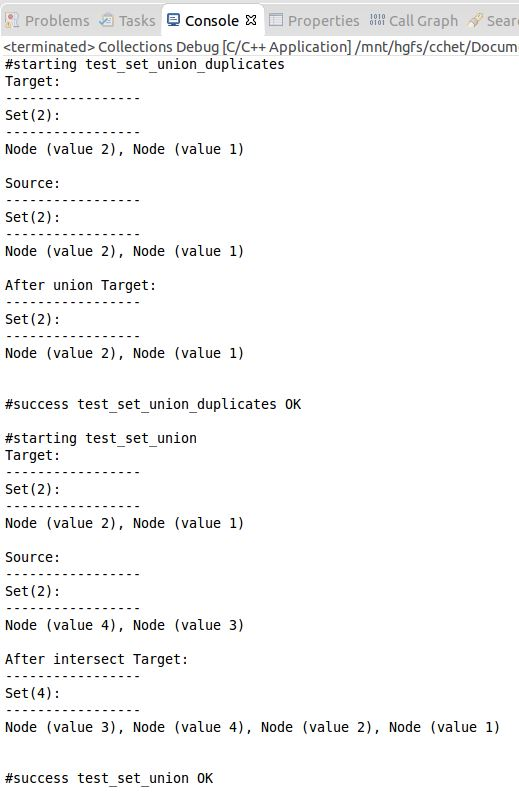 Problems Tasks Console Properties Call Graph Sear
<terminated> Collections Debug [C/C++ Application] /mnt/hgfs/cchet/Docum
#starting test_set_union_duplicates
Target:
-----------------
Set(2):
-----------------
Node (value 2), Node (value 1)
Source:
-----------------
Set(2):
-----------------
Node (value 2), Node (value 1)
After union Target:
-----------------
Set(2):
-----------------
Node (value 2), Node (value 1)
#success test_set_union_duplicates OK
#starting test_set_union
Target:
-----------------
Set(2):
-----------------
Node (value 2), Node (value 1)
Source:
-----------------
Set(2):
-----------------
Node (value 4), Node (value 3)
After intersect Target:
-----------------
Set(4):
-----------------
Node (value 3), Node (value 4), Node (value 2), Node (value 1)
#success test_set_union OK